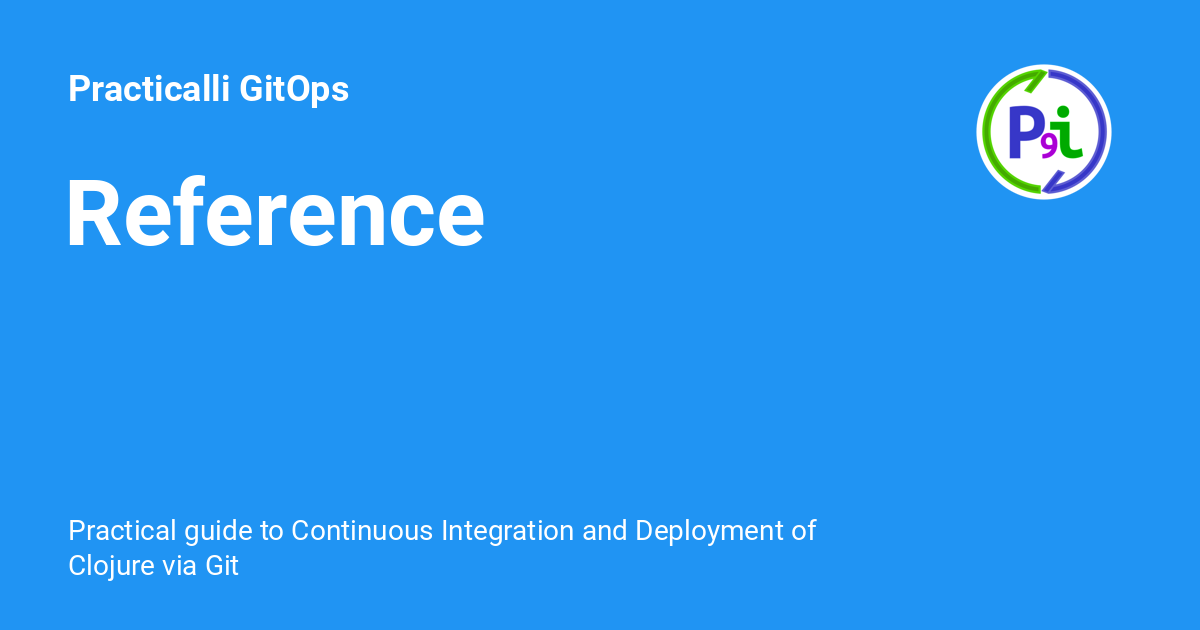 Practicalli GitOps
P9i
Reference
Practical guide to Continuous Integration and Deployment of
Clojure via Git